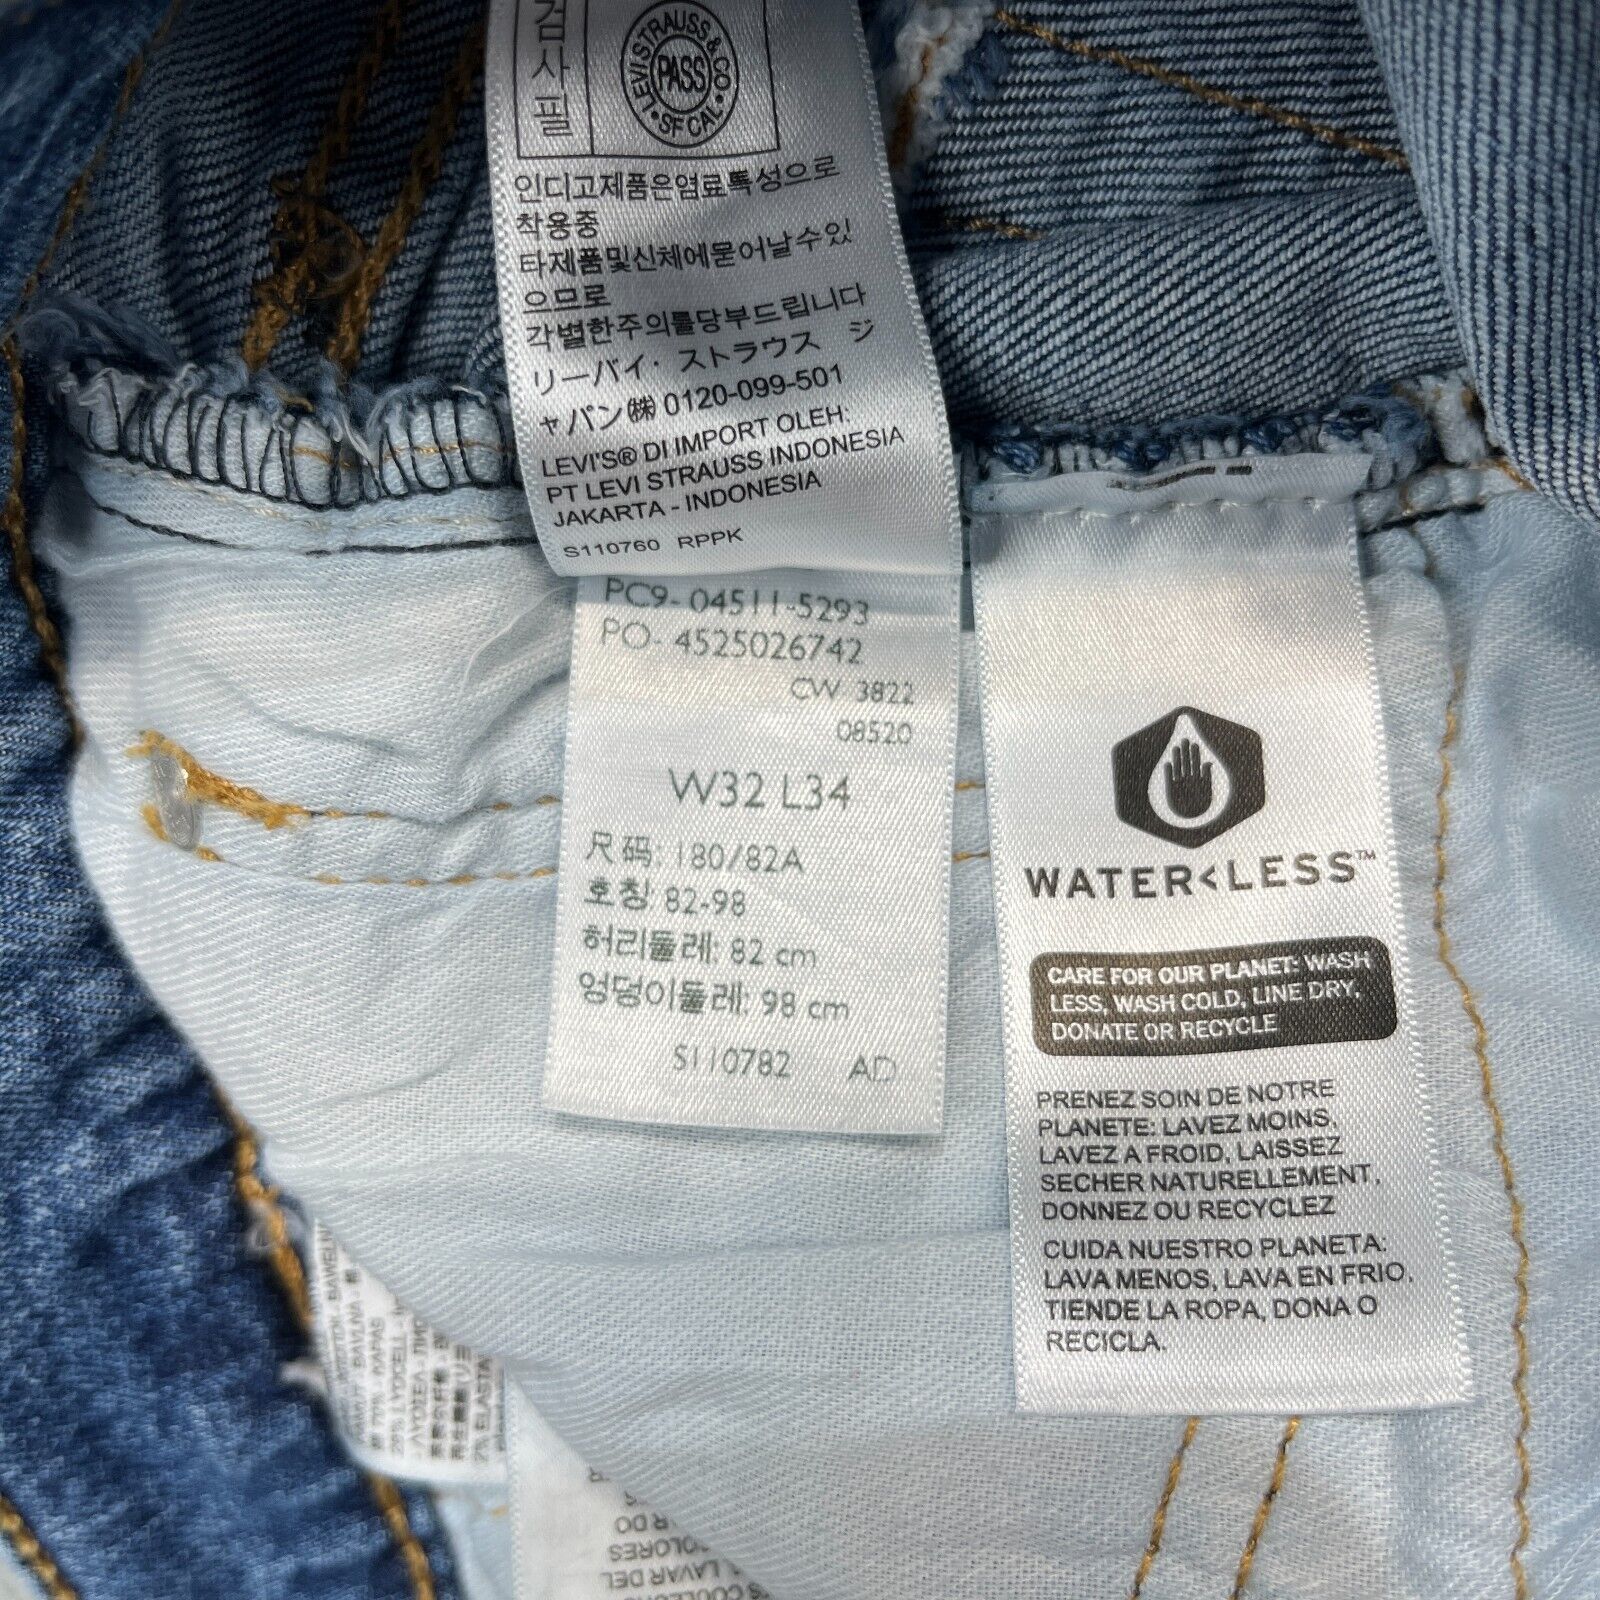 검사필
LEVI STRAUSS & CO
PASS
SF CAL
인디고제품은염료특성으로
착용중
타제품및신체에묻어날수있
으므로
각별한주의를당부드립니다
リーバイ・ストラウス ジ
ャパン㈱ 0120-099-501
LEVI'S® DI IMPORT OLEH:
PT LEVI STRAUSS INDONESIA
JAKARTA - INDONESIA
S110760 RPPK
PC9- 04511-5293
PO- 4525026742
CW 3822
08520
W32 L34
尺码: 180/82A
호칭 82-98
허리둘레: 82 cm
엉덩이둘레: 98 cm
S110782 AD
WATER<LESS™
CARE FOR OUR PLANET: WASH
LESS, WASH COLD, LINE DRY,
DONATE OR RECYCLE
PRENEZ SOIN DE NOTRE
PLANETE: LAVEZ MOINS,
LAVEZ A FROID, LAISSEZ
SECHER NATURELLEMENT,
DONNEZ OU RECYCLEZ
CUIDA NUESTRO PLANETA:
LAVA MENOS, LAVA EN FRIO,
TIENDE LA ROPA, DONA O
RECICLA.
COLORES
LAVAR DEL